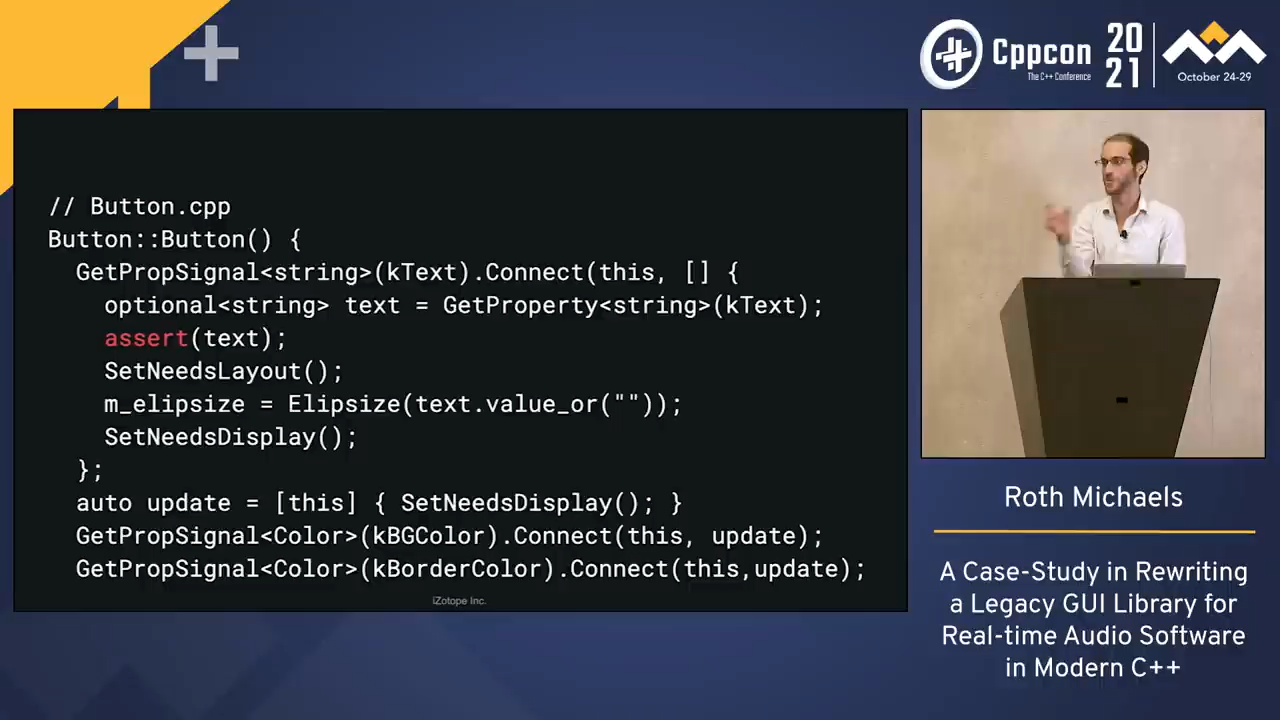 Cppcon
The C++ Conference
20
21
October 24-29
// Button.cpp
Button::Button() {
  GetPropSignal<string>(kText).Connect(this, [] {
    optional<string> text = GetProperty<string>(kText);
    assert(text);
    SetNeedsLayout();
    m_elipsize = Elipsize(text.value_or(""));
    SetNeedsDisplay();
  };
  auto update = [this] { SetNeedsDisplay(); }
  GetPropSignal<Color>(kBGColor).Connect(this, update);
  GetPropSignal<Color>(kBorderColor).Connect(this,update);
iZotope Inc.
Roth Michaels
A Case-Study in Rewriting
a Legacy GUI Library for
Real-time Audio Software
in Modern C++